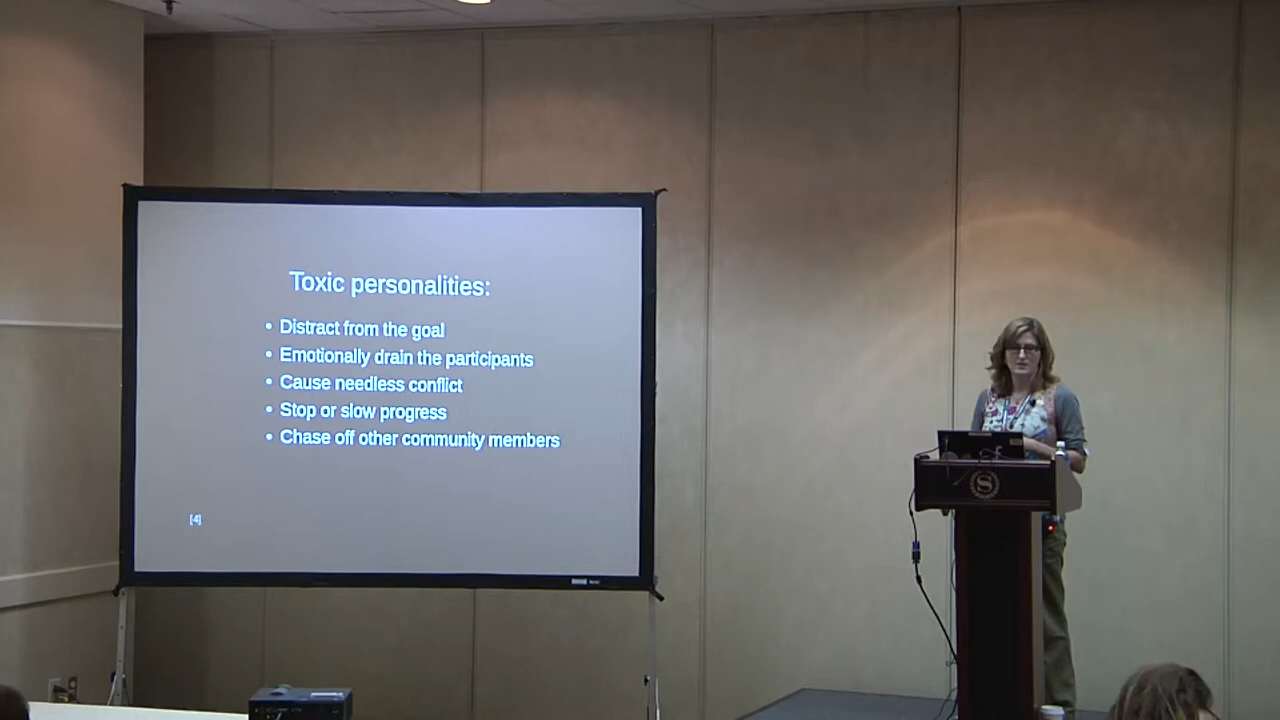 Toxic personalities:
• Distract from the goal
• Emotionally drain the participants
• Cause needless conflict
• Stop or slow progress
• Chase off other community members
[4]
S